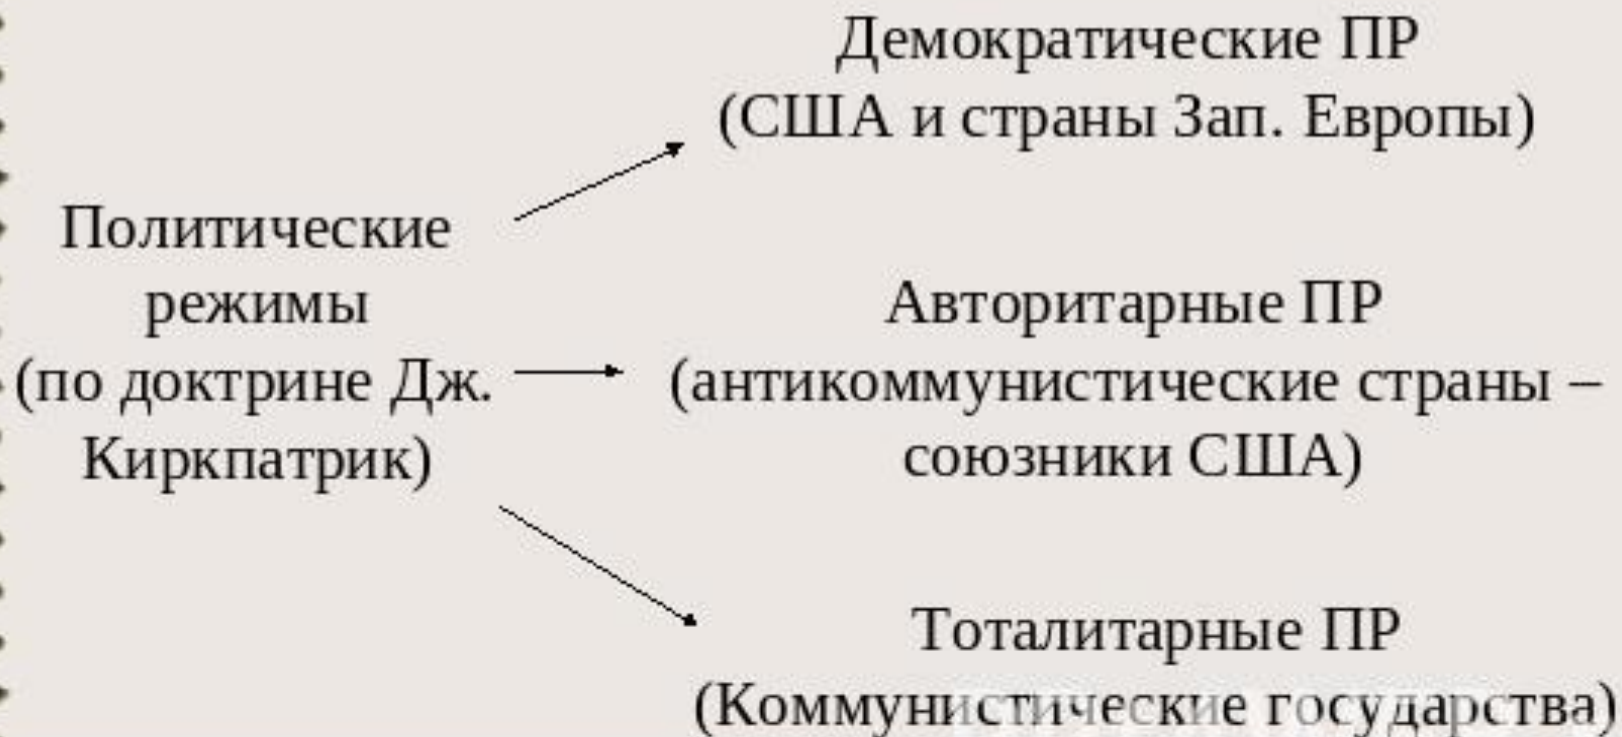 Политические
режимы
(по доктрине Дж.
Киркпатрик)
Демократические ПР
(США и страны Зап. Европы)
Авторитарные ПР
(антикоммунистические страны –
союзники США)
Тоталитарные ПР
(Коммунистические государства)